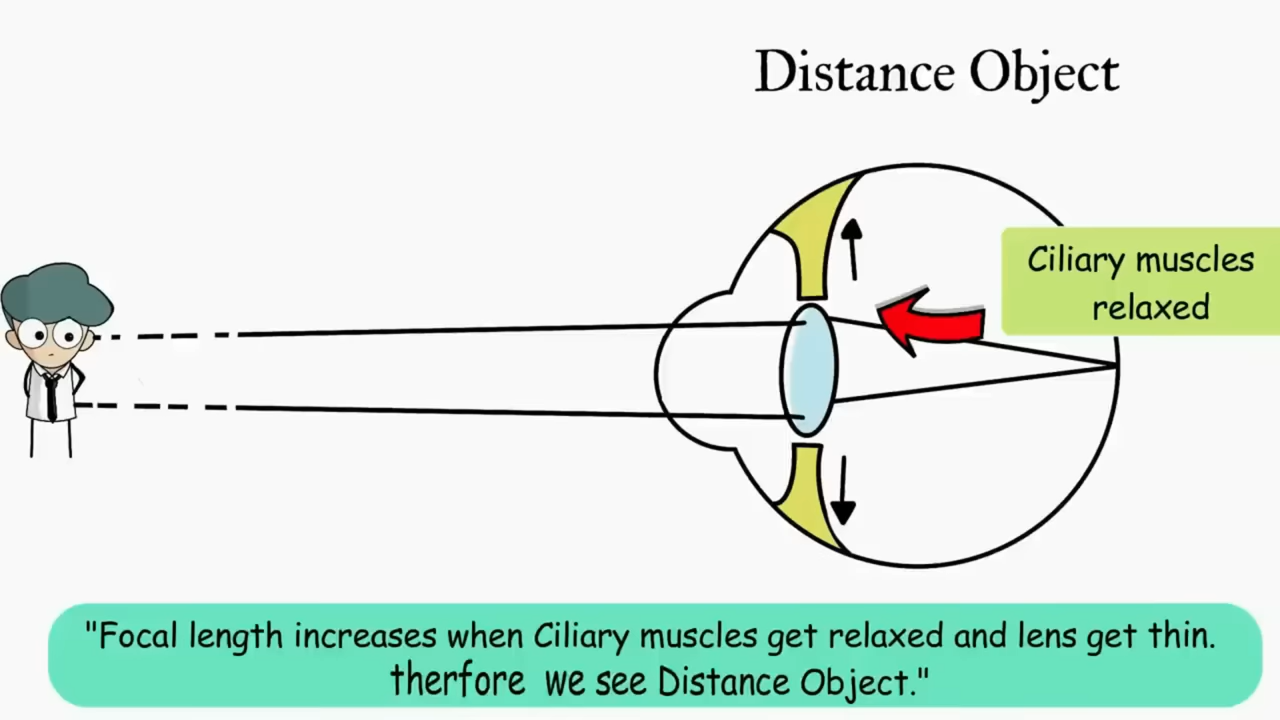 Distance Object
Ciliary muscles
relaxed
"Focal length increases when Ciliary muscles get relaxed and lens get thin.
therfore we see Distance Object."